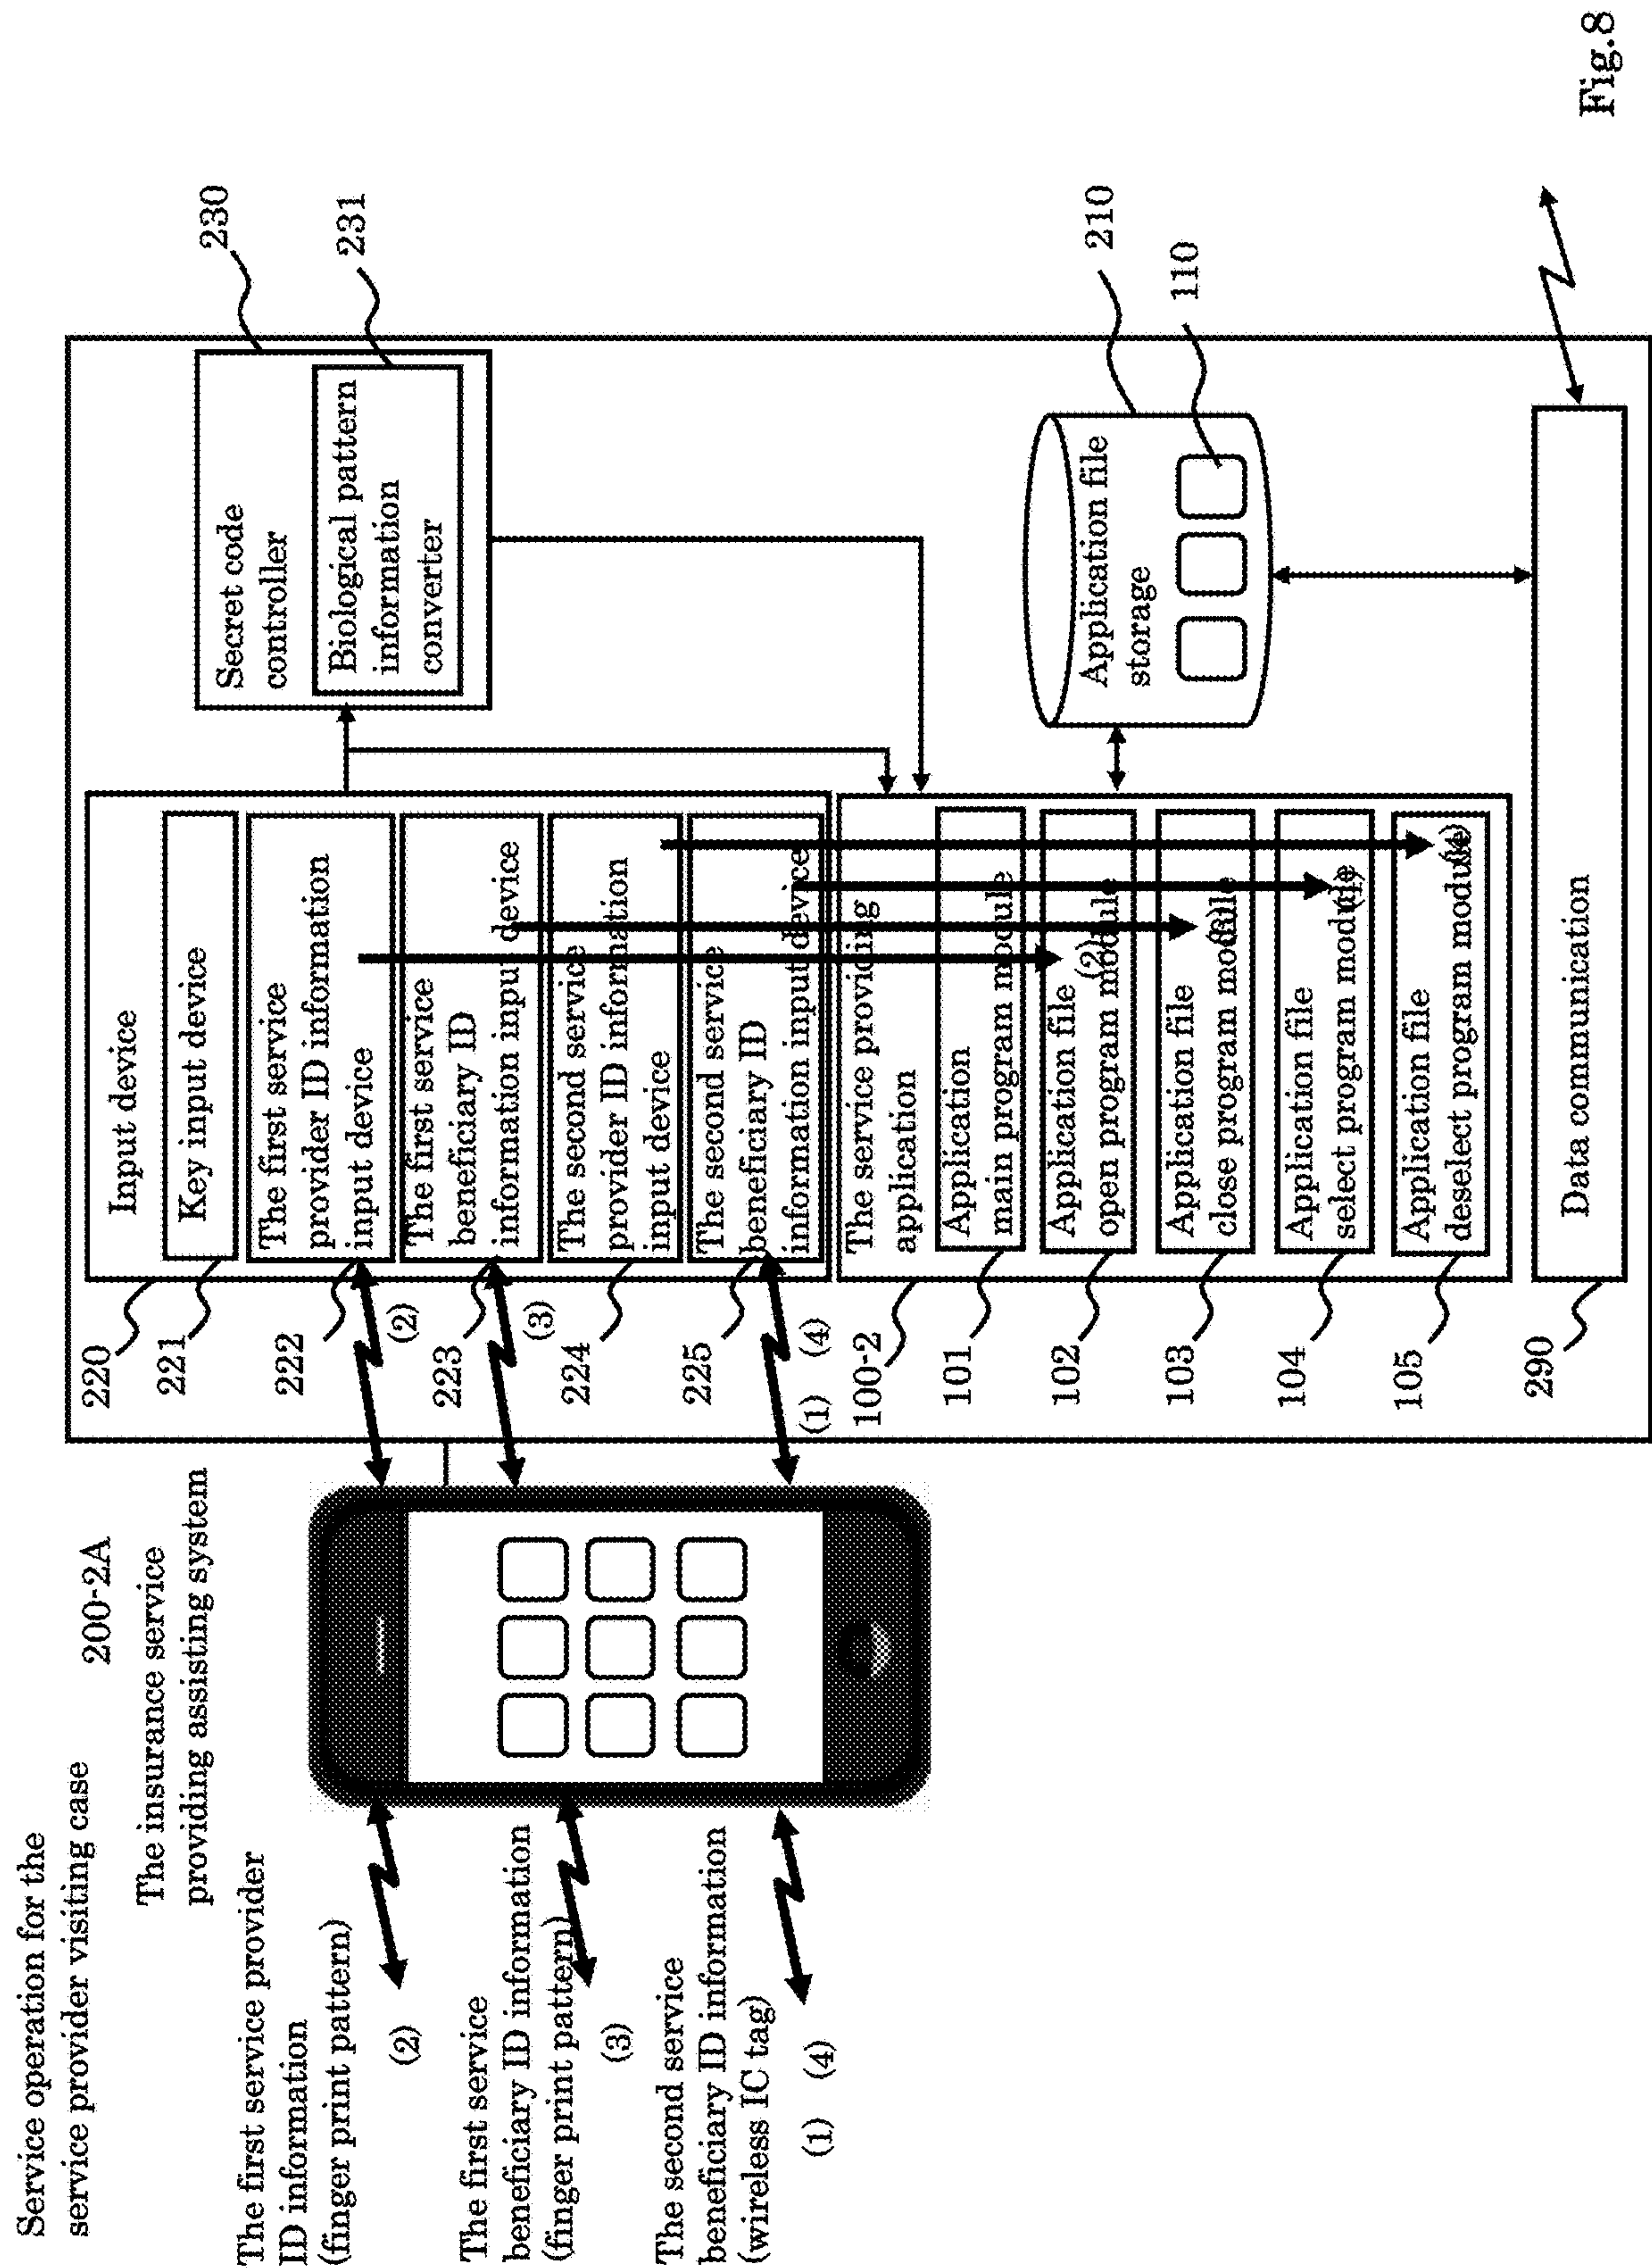 Service operation for the
service provider visiting case
200-2A
The insurance service
providing assisting system
The first service provider
ID information
(finger print pattern)
(2)
The first service
beneficiary ID information
(finger print pattern)
(3)
The second service
beneficiary ID information
(wireless IC tag)
(1) (4)
(2)
(3)
(1) (4)
220
221
222
223
224
225
100-2
101
102
103
104
105
290
Input device
Key input device
The first service
provider ID information
input device
The first service
beneficiary ID
information input device
The second service
provider ID information
input device
The second service
beneficiary ID
information input device
The service providing
application
Application
main program module
Application file
open program module
(2)
Application file
close program module
(3)
Application file
select program module
(1)
Application file
deselect program module
(4)
Data communication
Secret code
controller
Biological pattern
information
converter
230
231
Application file
storage
210
110
Fig.8